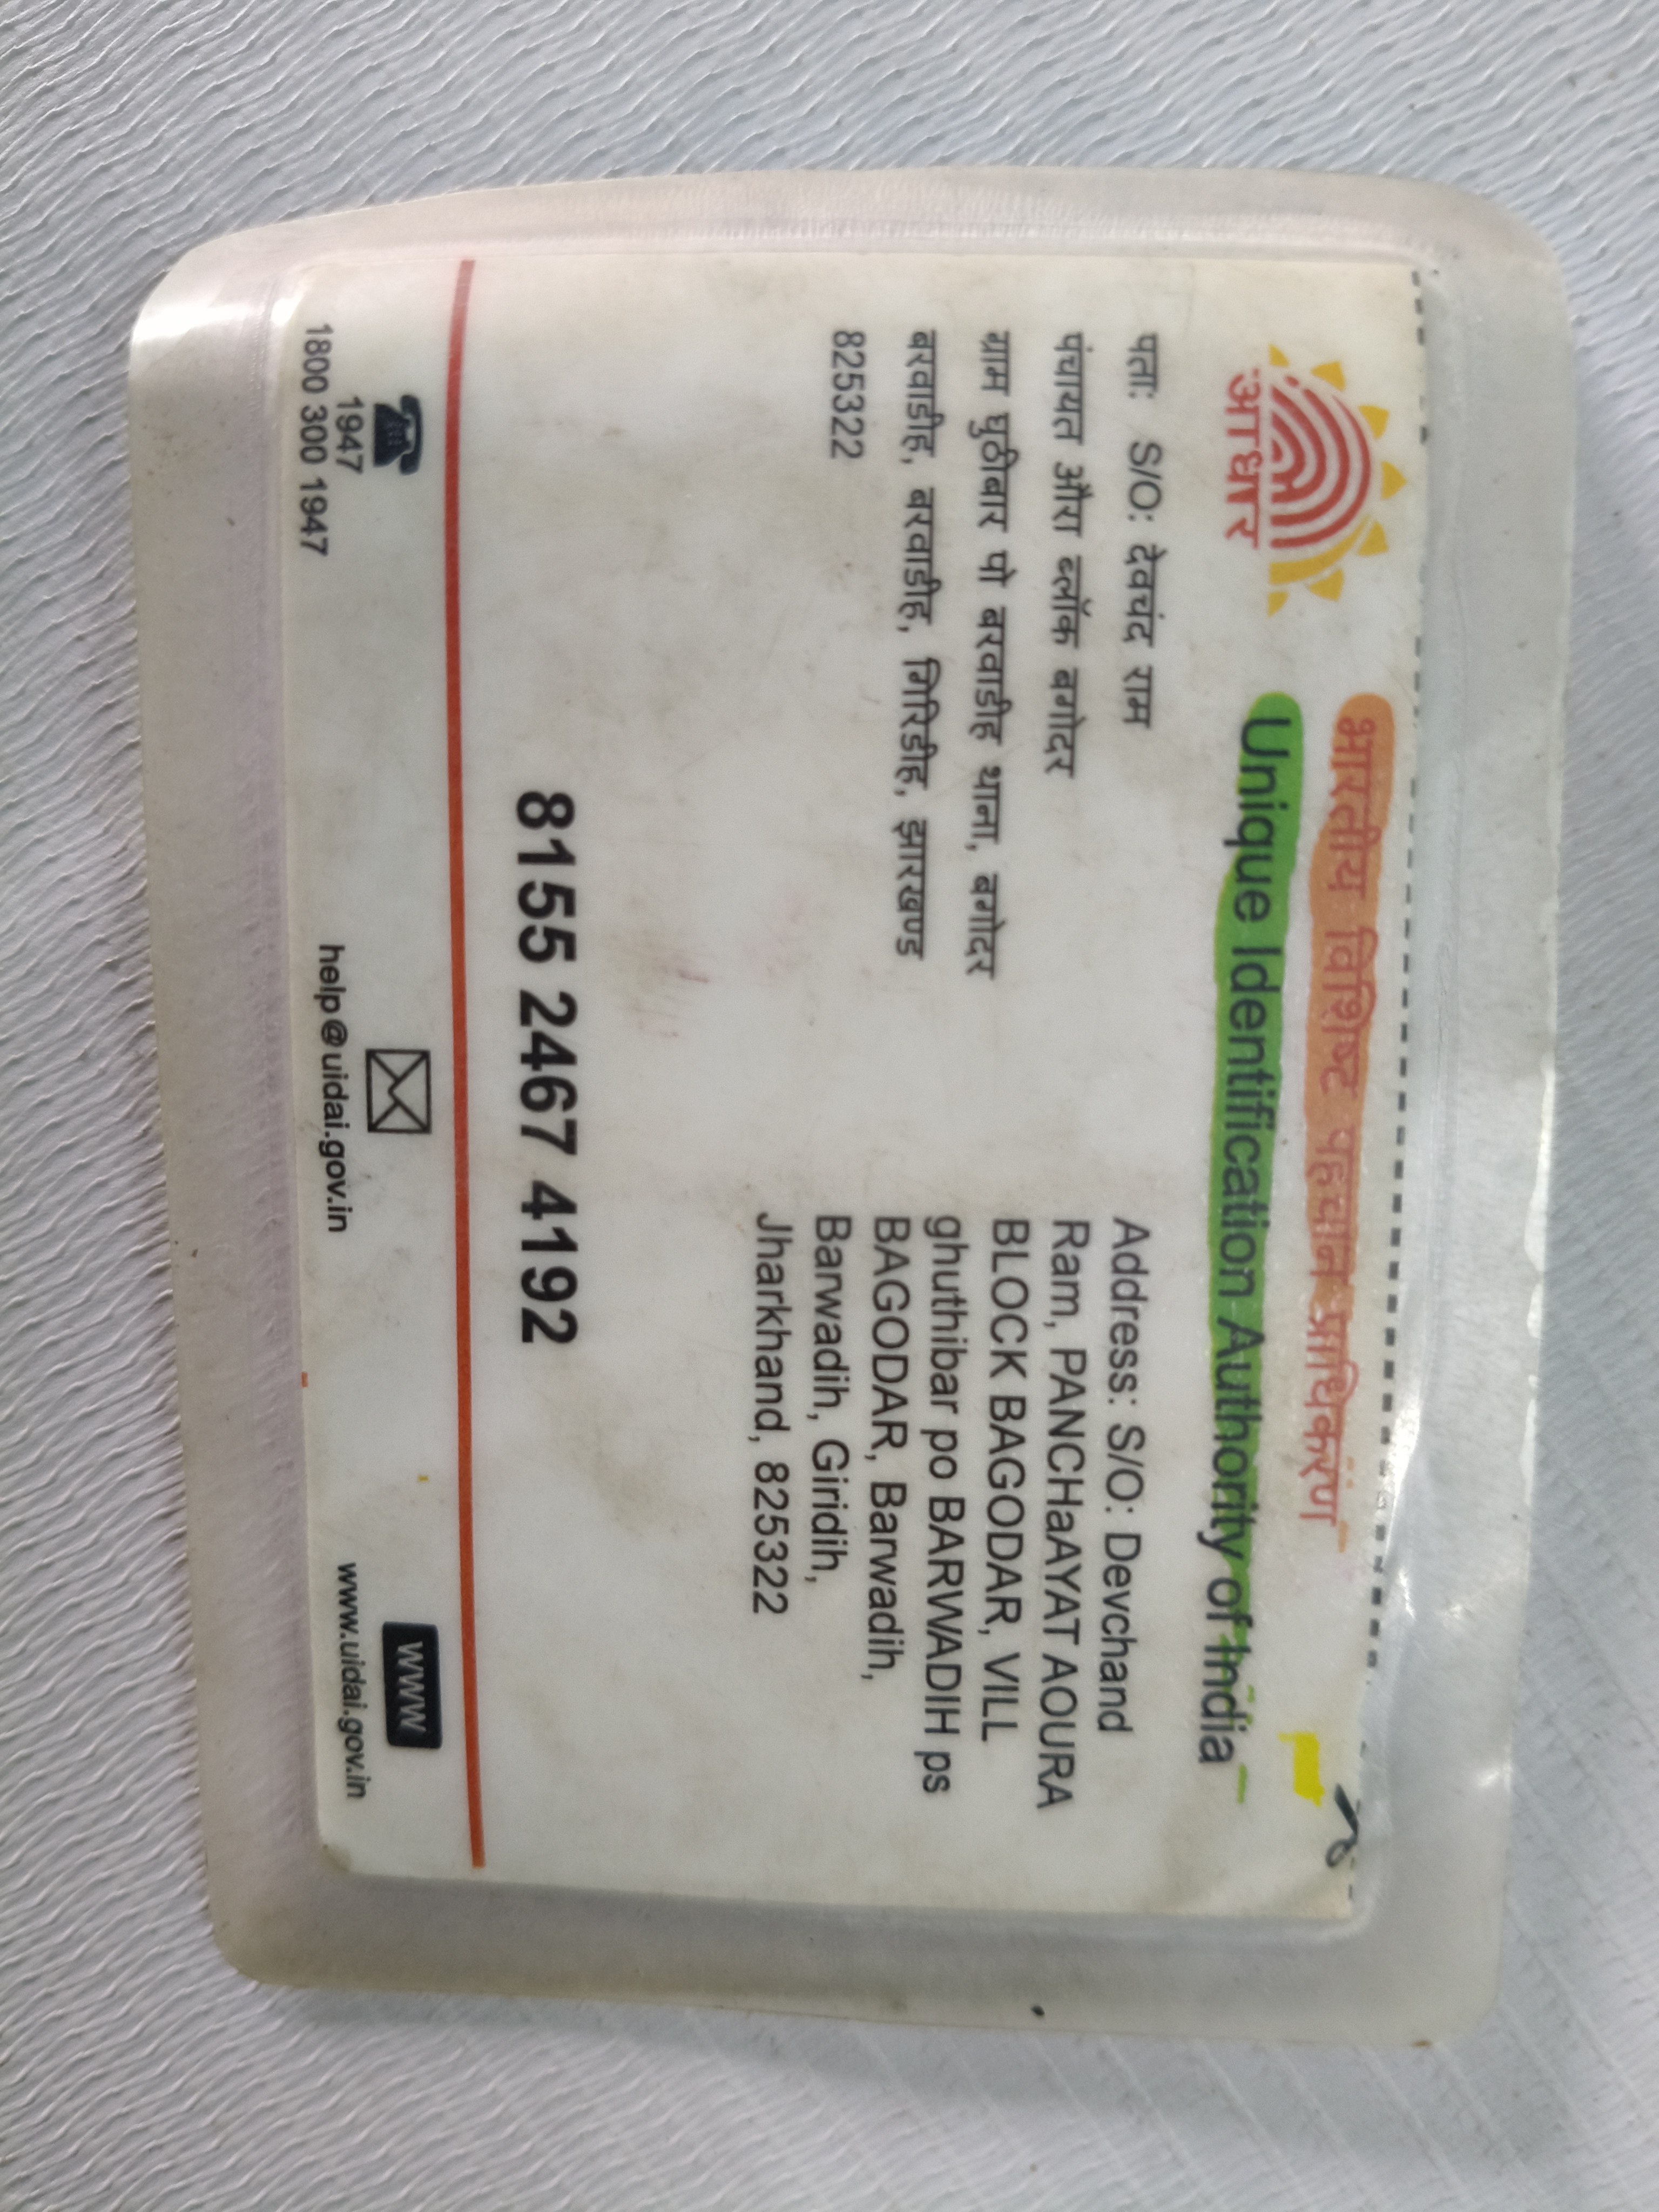 आधार
भारतीय विशिष्ट पहचान प्राधिकरण
Unique Identification Authority of India
पताः S/O: देवचंद राम
पंचायत औरा ब्लॉक बगोदर
ग्राम घुठीबार पो बरवाडीह थाना, बगोदर
बरवाडीह, बरवाडीह, गिरिडीह, झारखण्ड
825322
Address: S/O: Devchand
Ram, PANCHaAYAT AOURA
BLOCK BAGODAR, VILL
ghuthibar po BARWADIH ps
BAGODAR, Barwadih,
Barwadih, Giridih,
Jharkhand, 825322
8155 2467 4192
1947
1800 300 1947
help@uidai.gov.in
WWW
www.uidai.gov.in